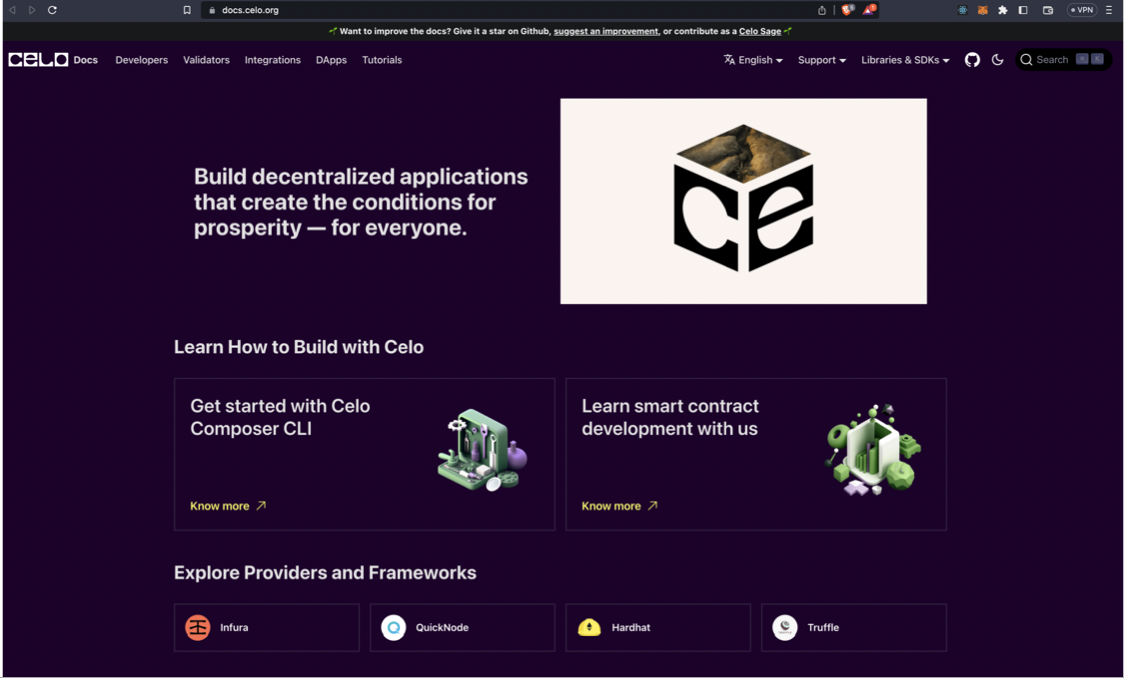 docs.celo.org
VPN
Want to improve the docs? Give it a star on Github, suggest an improvement, or contribute as a Celo Sage
CELO Docs Developers Validators Integrations DApps Tutorials English Support Libraries & SDKs Search ⌘ K
Build decentralized applications
that create the conditions for
prosperity — for everyone.
ce
Learn How to Build with Celo
Get started with Celo
Composer CLI
Know more
Learn smart contract
development with us
Know more
Explore Providers and Frameworks
Infura
QuickNode
Hardhat
Truffle